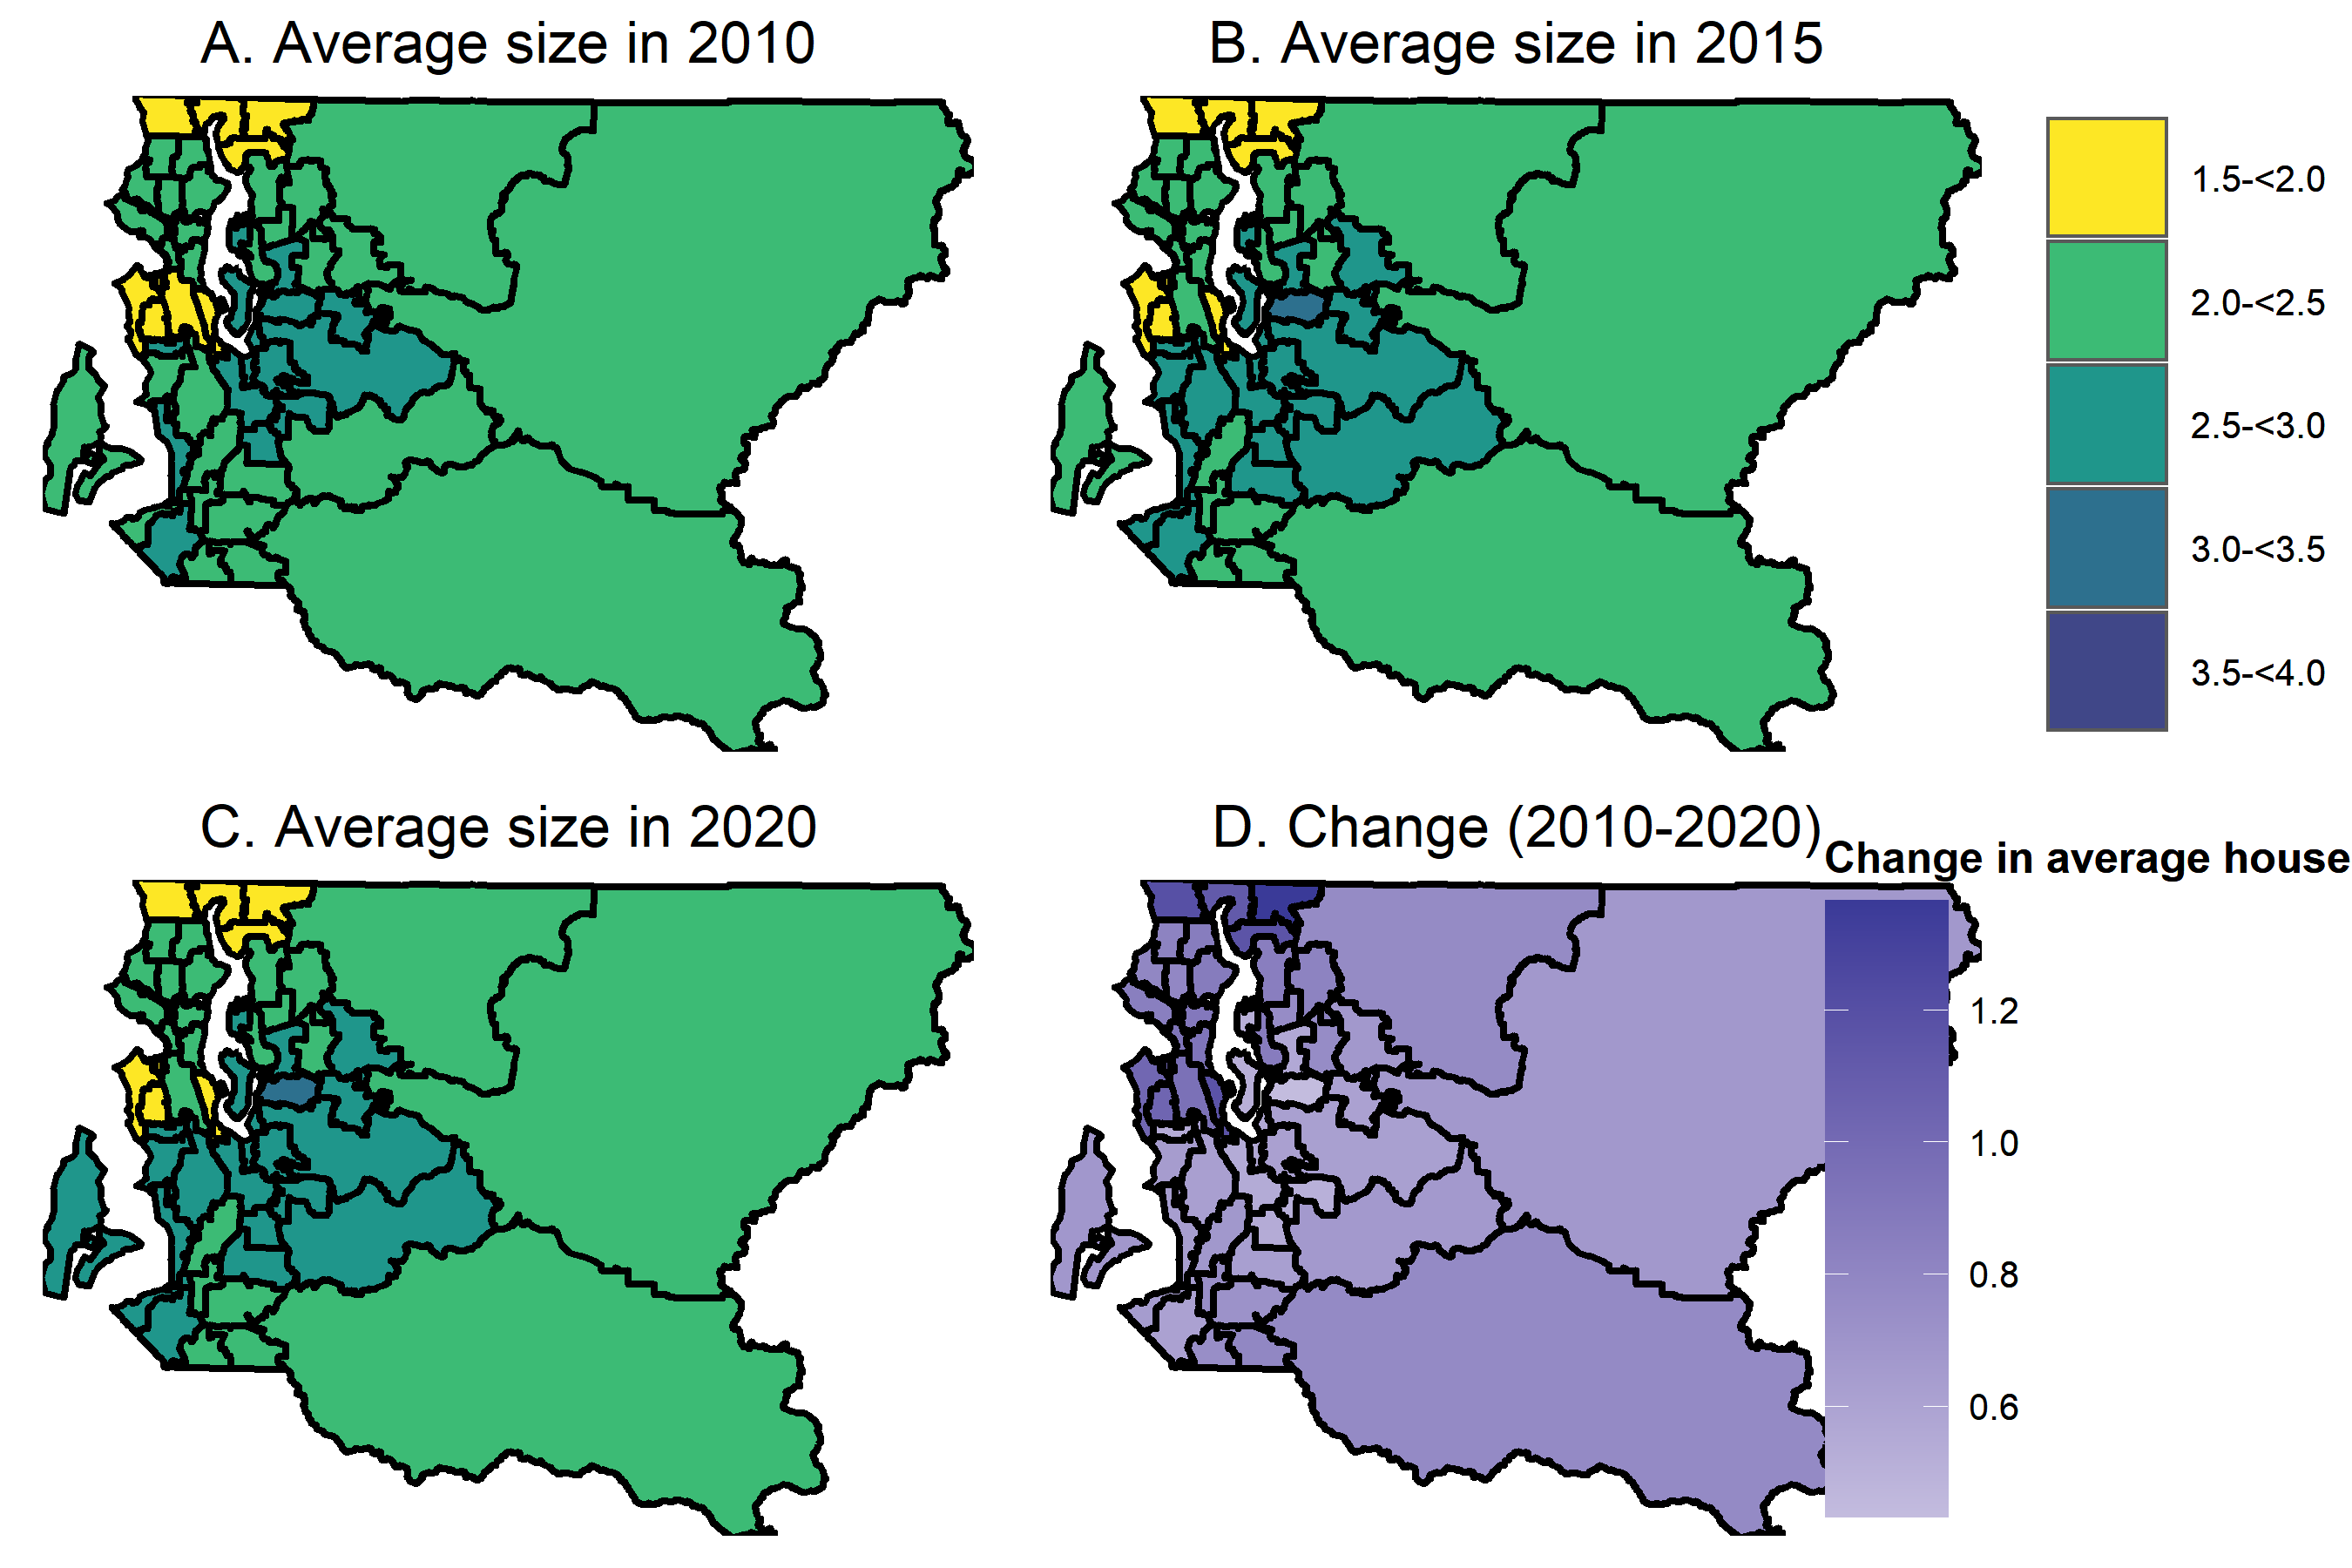 A. Average size in 2010
B. Average size in 2015
1.5-<2.0
2.0-<2.5
2.5-<3.0
3.0-<3.5
3.5-<4.0
C. Average size in 2020
D. Change (2010-2020)
Change in average house
1.2
1.0
0.8
0.6